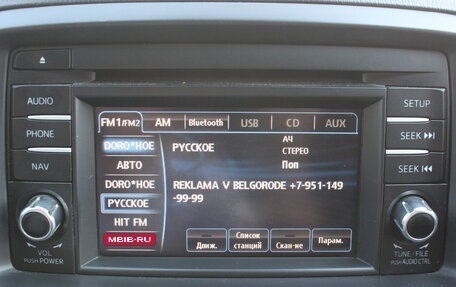 AUDIO
PHONE
NAV
VOL
PUSH POWER
FM1/FM2 AM Bluetooth USB CD AUX
DORO*HOE
АВТО
DORO*HOE
РУССКОЕ
HIT FM
MBIB-RU
РУССКОЕ
АЧ
СТЕРЕО
Поп
REKLAMA V BELGORODE +7-951-149
-99-99
Движ.
Список
станций
Скан-ие
Парам.
SETUP
SEEK
SEEK
TUNE/FILE
PUSH AUDIO CTRL